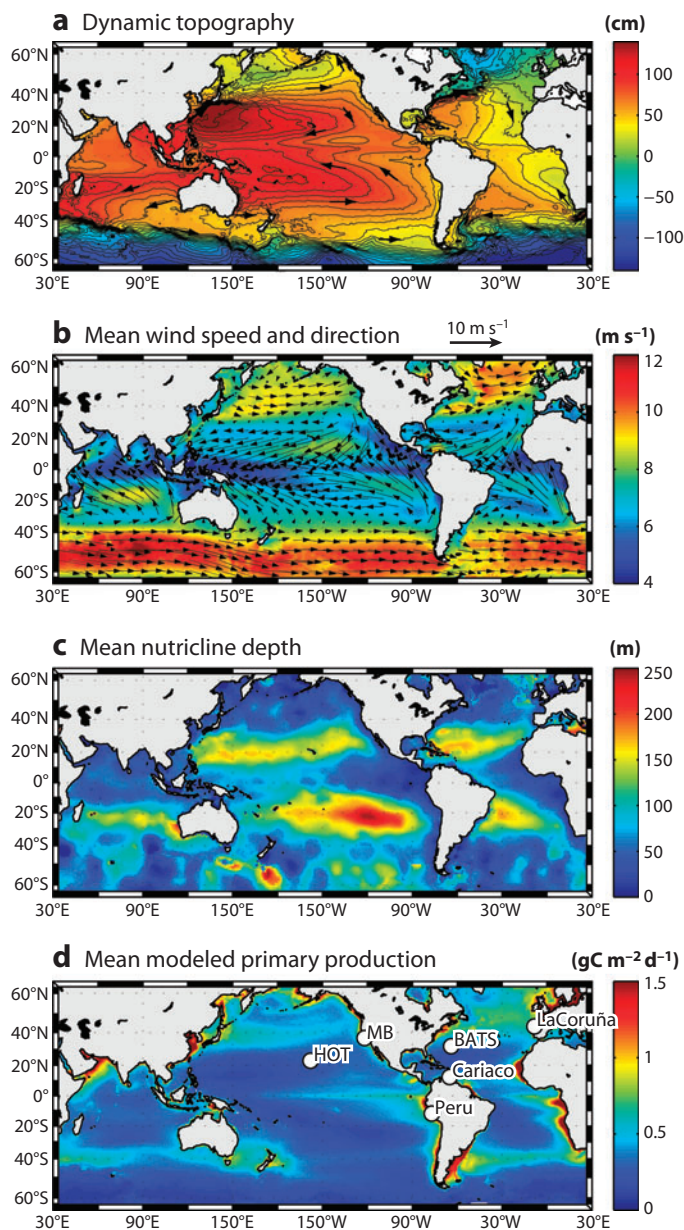 a Dynamic topography (cm)
60°N
40°N
20°N
0°
20°S
40°S
60°S
30°E 90°E 150°E 150°W 90°W 30°W 30°E
100
50
0
−50
−100
b Mean wind speed and direction 10 m s⁻¹ (m s⁻¹)
60°N
40°N
20°N
0°
20°S
40°S
60°S
30°E 90°E 150°E 150°W 90°W 30°W 30°E
12
10
8
6
4
c Mean nutricline depth (m)
60°N
40°N
20°N
0°
20°S
40°S
60°S
30°E 90°E 150°E 150°W 90°W 30°W 30°E
250
200
150
100
50
0
d Mean modeled primary production (gC m⁻² d⁻¹)
60°N
40°N
20°N
0°
20°S
40°S
60°S
LaCoruña
MB
BATS
HOT
Cariaco
Peru
30°E 90°E 150°E 150°W 90°W 30°W 30°E
1.5
1
0.5
0